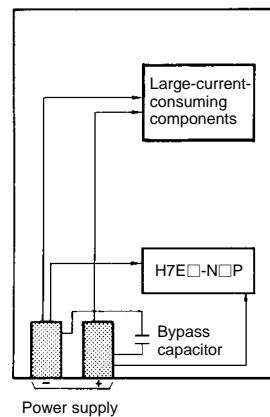 Large-current-
consuming
components
H7E□-N□P
Bypass
capacitor
− +
Power supply